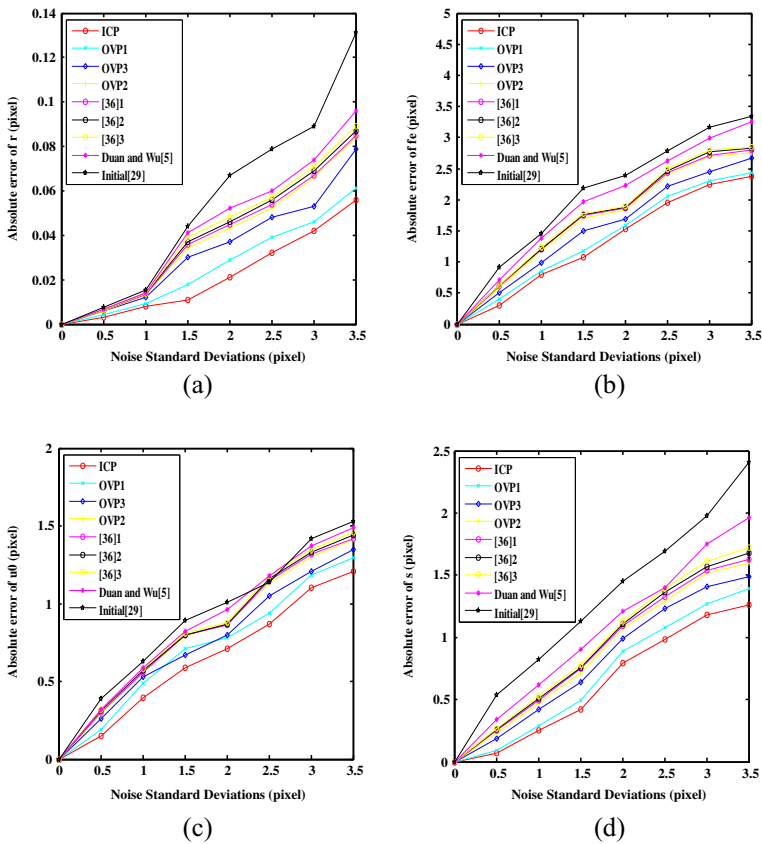 0.14
0.12
0.1
0.08
0.06
0.04
0.02
0
0 0.5 1 1.5 2 2.5 3 3.5
Absolute error of r (pixel)
Noise Standard Deviations (pixel)
ICP
OVP1
OVP3
OVP2
[36]1
[36]2
[36]3
Duan and Wu[5]
Initial[29]
(a)
5
4.5
4
3.5
3
2.5
2
1.5
1
0.5
0
0 0.5 1 1.5 2 2.5 3 3.5
Absolute error of fe (pixel)
Noise Standard Deviations (pixel)
ICP
OVP1
OVP3
OVP2
[36]1
[36]2
[36]3
Duan and Wu[5]
Initial[29]
(b)
2
1.5
1
0.5
0
0 0.5 1 1.5 2 2.5 3 3.5
Absolute error of u0 (pixel)
Noise Standard Deviations (pixel)
ICP
OVP1
OVP3
OVP2
[36]1
[36]2
[36]3
Duan and Wu[5]
Initial[29]
(c)
2.5
2
1.5
1
0.5
0
0 0.5 1 1.5 2 2.5 3 3.5
Absolute error of s (pixel)
Noise Standard Deviations (pixel)
ICP
OVP1
OVP3
OVP2
[36]1
[36]2
[36]3
Duan and Wu[5]
Initial[29]
(d)